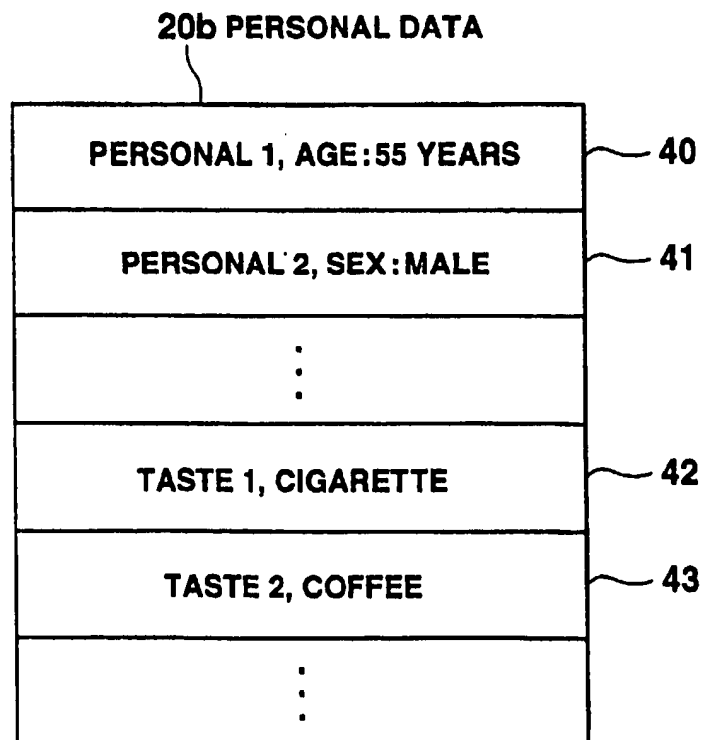 20b PERSONAL DATA
PERSONAL 1, AGE:55 YEARS
40
PERSONAL 2, SEX:MALE
41
TASTE 1, CIGARETTE
42
TASTE 2, COFFEE
43